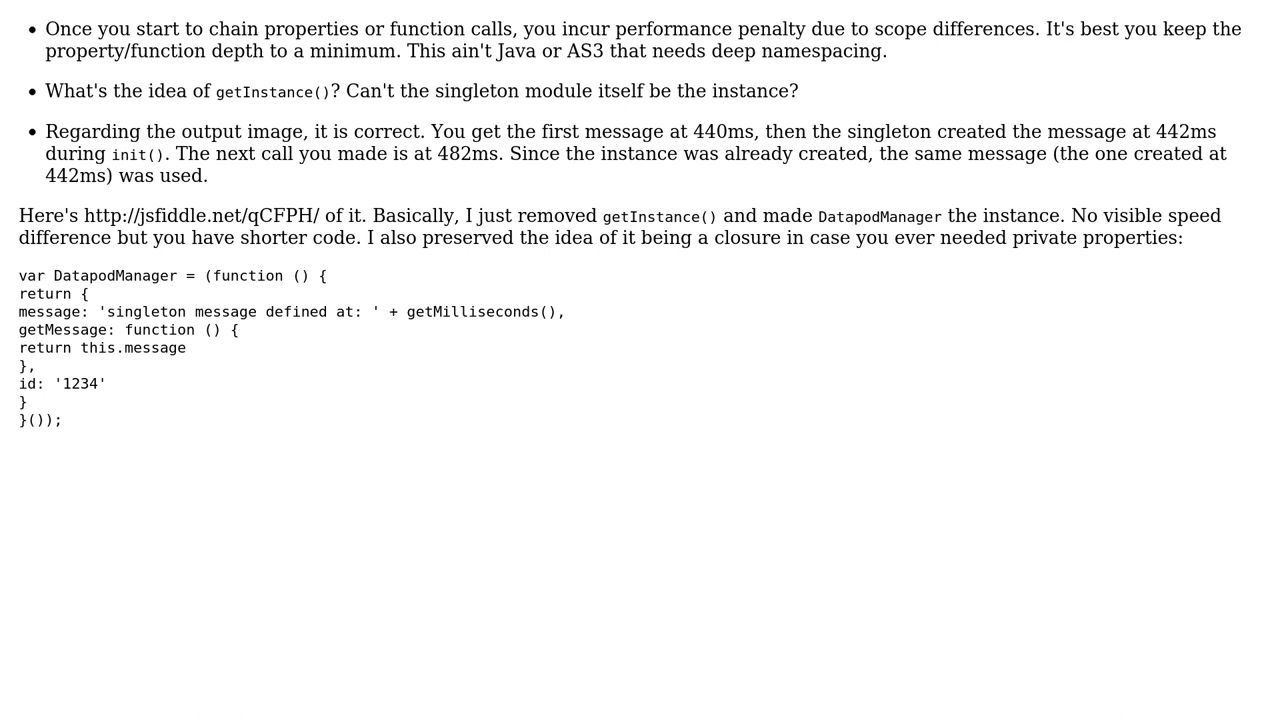 • Once you start to chain properties or function calls, you incur performance penalty due to scope differences. It's best you keep the
property/function depth to a minimum. This ain't Java or AS3 that needs deep namespacing.
• What's the idea of getInstance()? Can't the singleton module itself be the instance?
• Regarding the output image, it is correct. You get the first message at 440ms, then the singleton created the message at 442ms
during init(). The next call you made is at 482ms. Since the instance was already created, the same message (the one created at
442ms) was used.
Here's http://jsfiddle.net/qCFPH/ of it. Basically, I just removed getInstance() and made DatapodManager the instance. No visible speed
difference but you have shorter code. I also preserved the idea of it being a closure in case you ever needed private properties:
var DatapodManager = (function () {
return {
message: 'singleton message defined at: ' + getMilliseconds(),
getMessage: function () {
return this.message
},
id: '1234'
}
}());